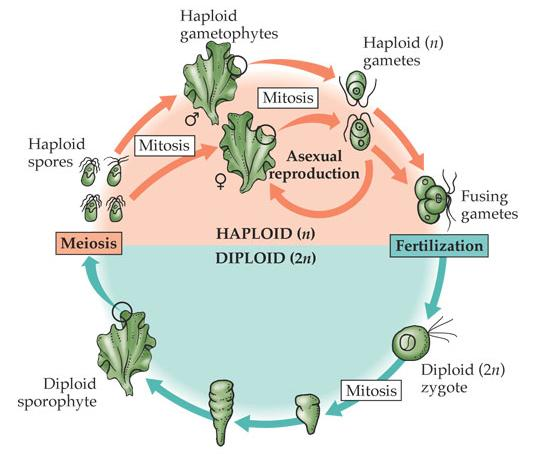 Haploid
gametophytes
Haploid (n)
gametes
Mitosis
Mitosis
Haploid
spores
♂
♀
Asexual
reproduction
Fusing
gametes
Meiosis
HAPLOID (n)
Fertilization
DIPLOID (2n)
Diploid (2n)
zygote
Mitosis
Diploid
sporophyte